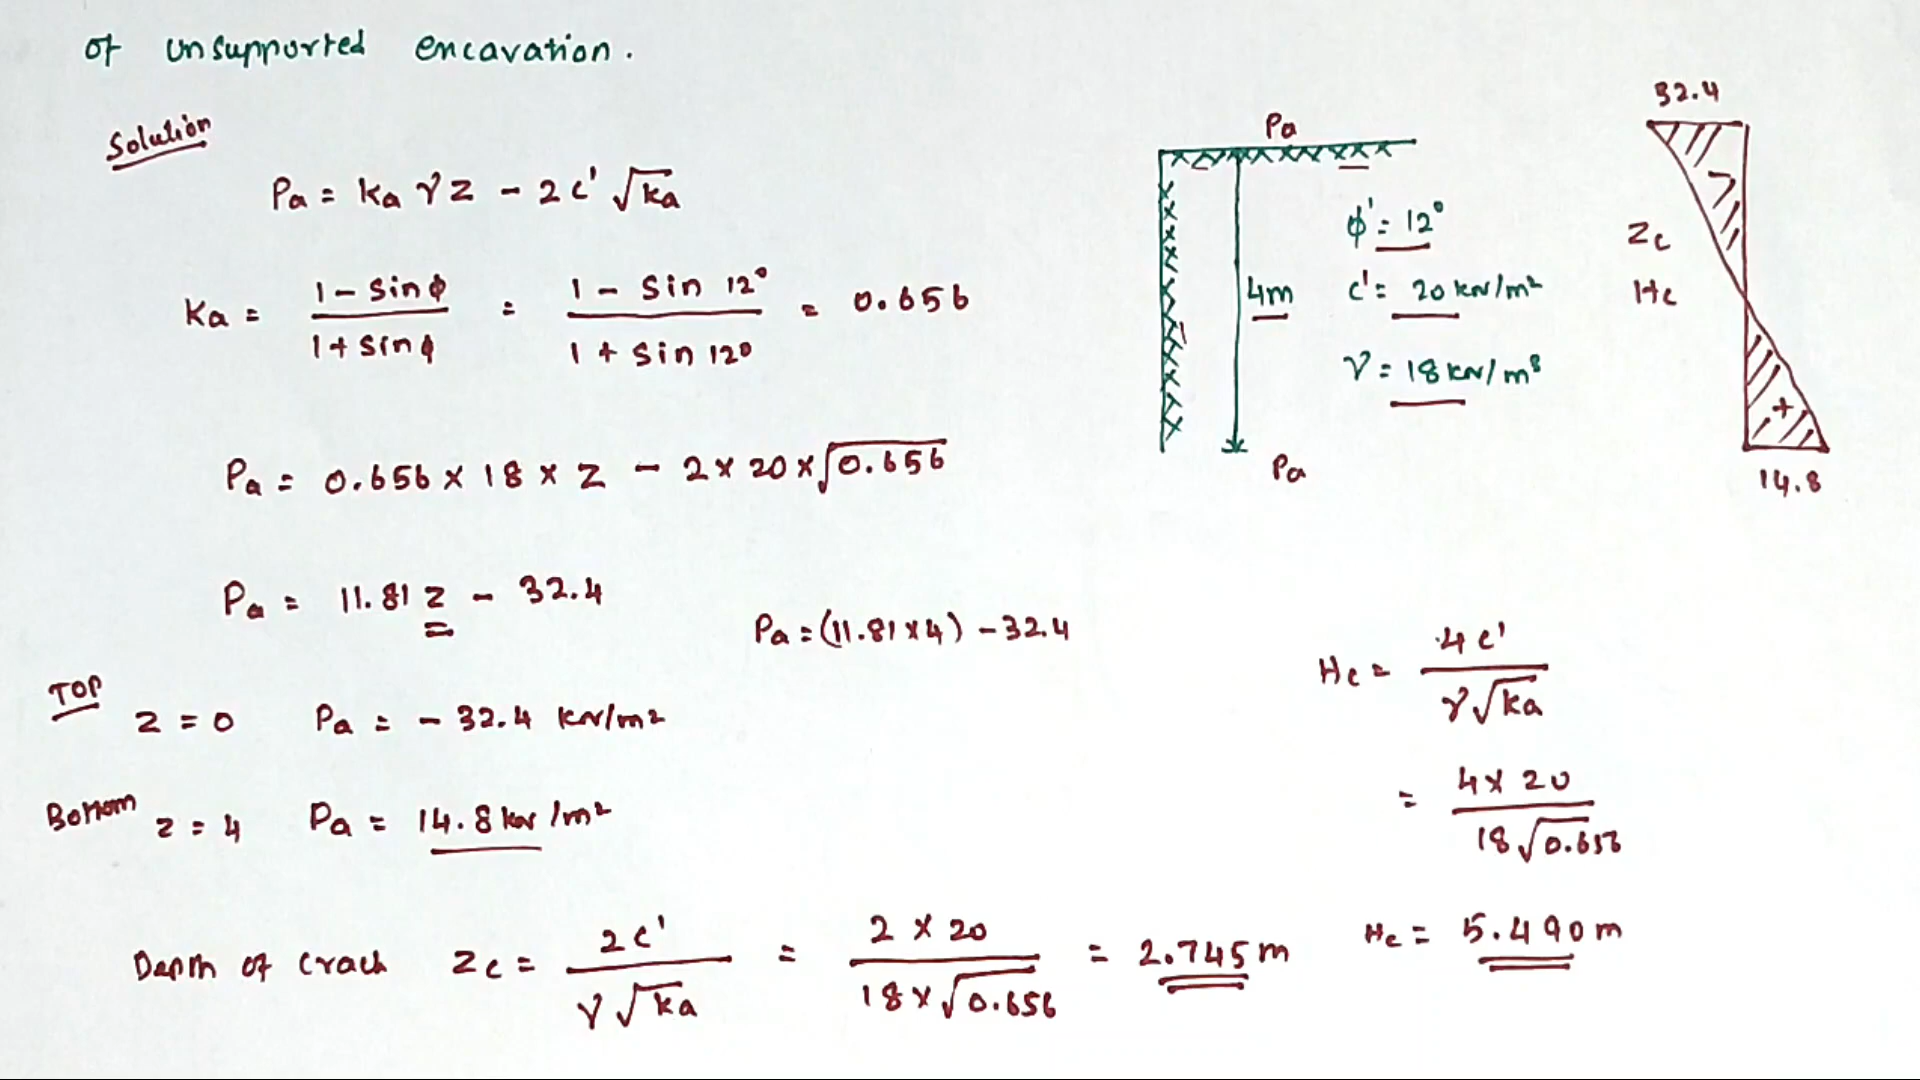 of unsupported encavation.
Solution
Pa = ka γ z - 2 c' √ka
Ka = (1 - sin ϕ)/(1 + sin ϕ) = (1 - sin 12°)/(1 + sin 12°) = 0.656
Pa = 0.656 x 18 x z - 2 x 20 x √0.656
Pa = 11.81 z - 32.4
Pa = (11.81 x 4) - 32.4
TOP
z = 0 Pa = - 32.4 kN/m²
Bottom
z = 4 Pa = 14.8 kN/m²
Depth of crack zc = 2c'/(γ √ka) = (2 x 20)/(18 x √0.656) = 2.745 m
Pa
4m
Pa
ϕ' = 12°
c' = 20 kN/m²
γ = 18 kN/m³
32.4
-
Zc
Hc
+
14.8
Hc = 4c'/(γ √ka)
= (4 x 20)/(18 √0.656)
Hc = 5.490 m